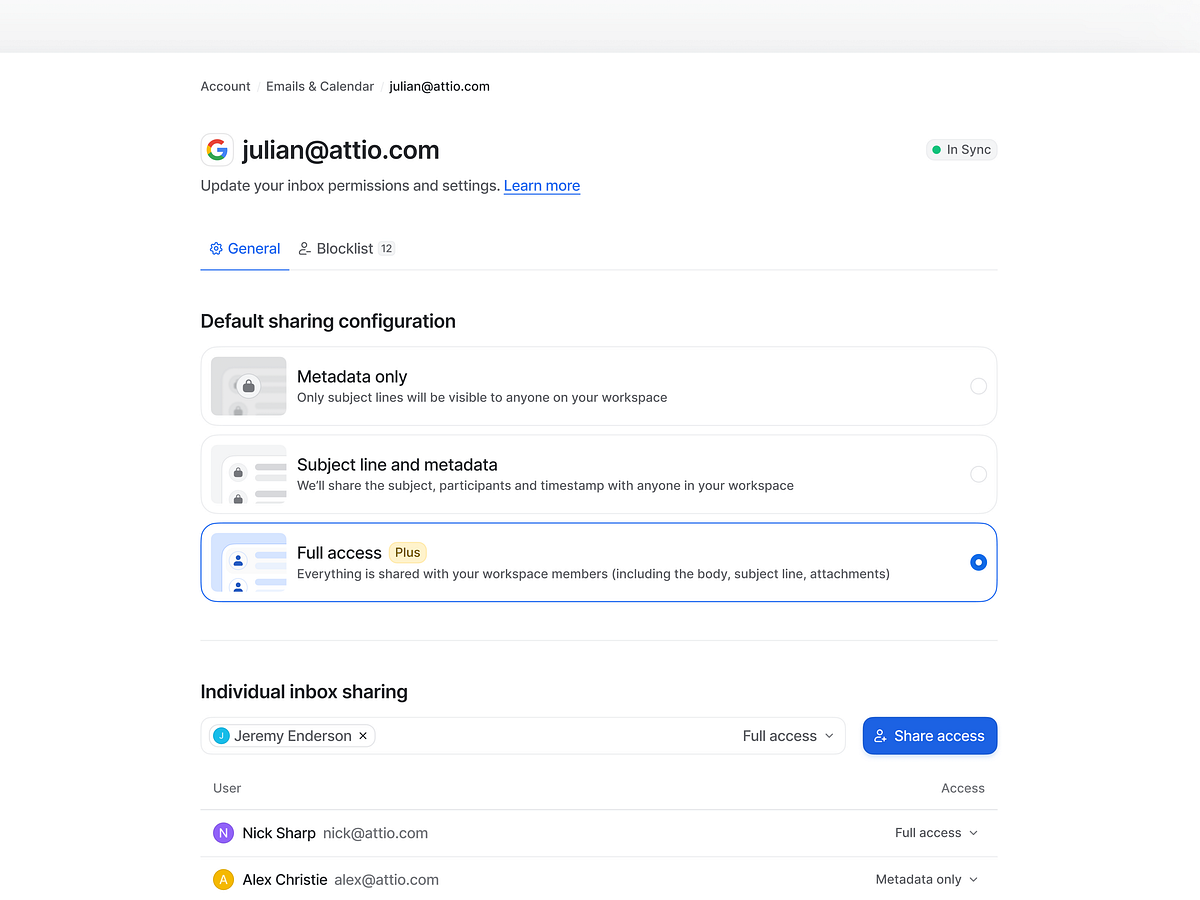 Account / Emails & Calendar / julian@attio.com
julian@attio.com
In Sync
Update your inbox permissions and settings. Learn more
General
Blocklist 12
Default sharing configuration
Metadata only
Only subject lines will be visible to anyone on your workspace
Subject line and metadata
We’ll share the subject, participants and timestamp with anyone in your workspace
Full access Plus
Everything is shared with your workspace members (including the body, subject line, attachments)
Individual inbox sharing
J Jeremy Enderson ×
Full access
Share access
User
Access
N Nick Sharp nick@attio.com
Full access
A Alex Christie alex@attio.com
Metadata only